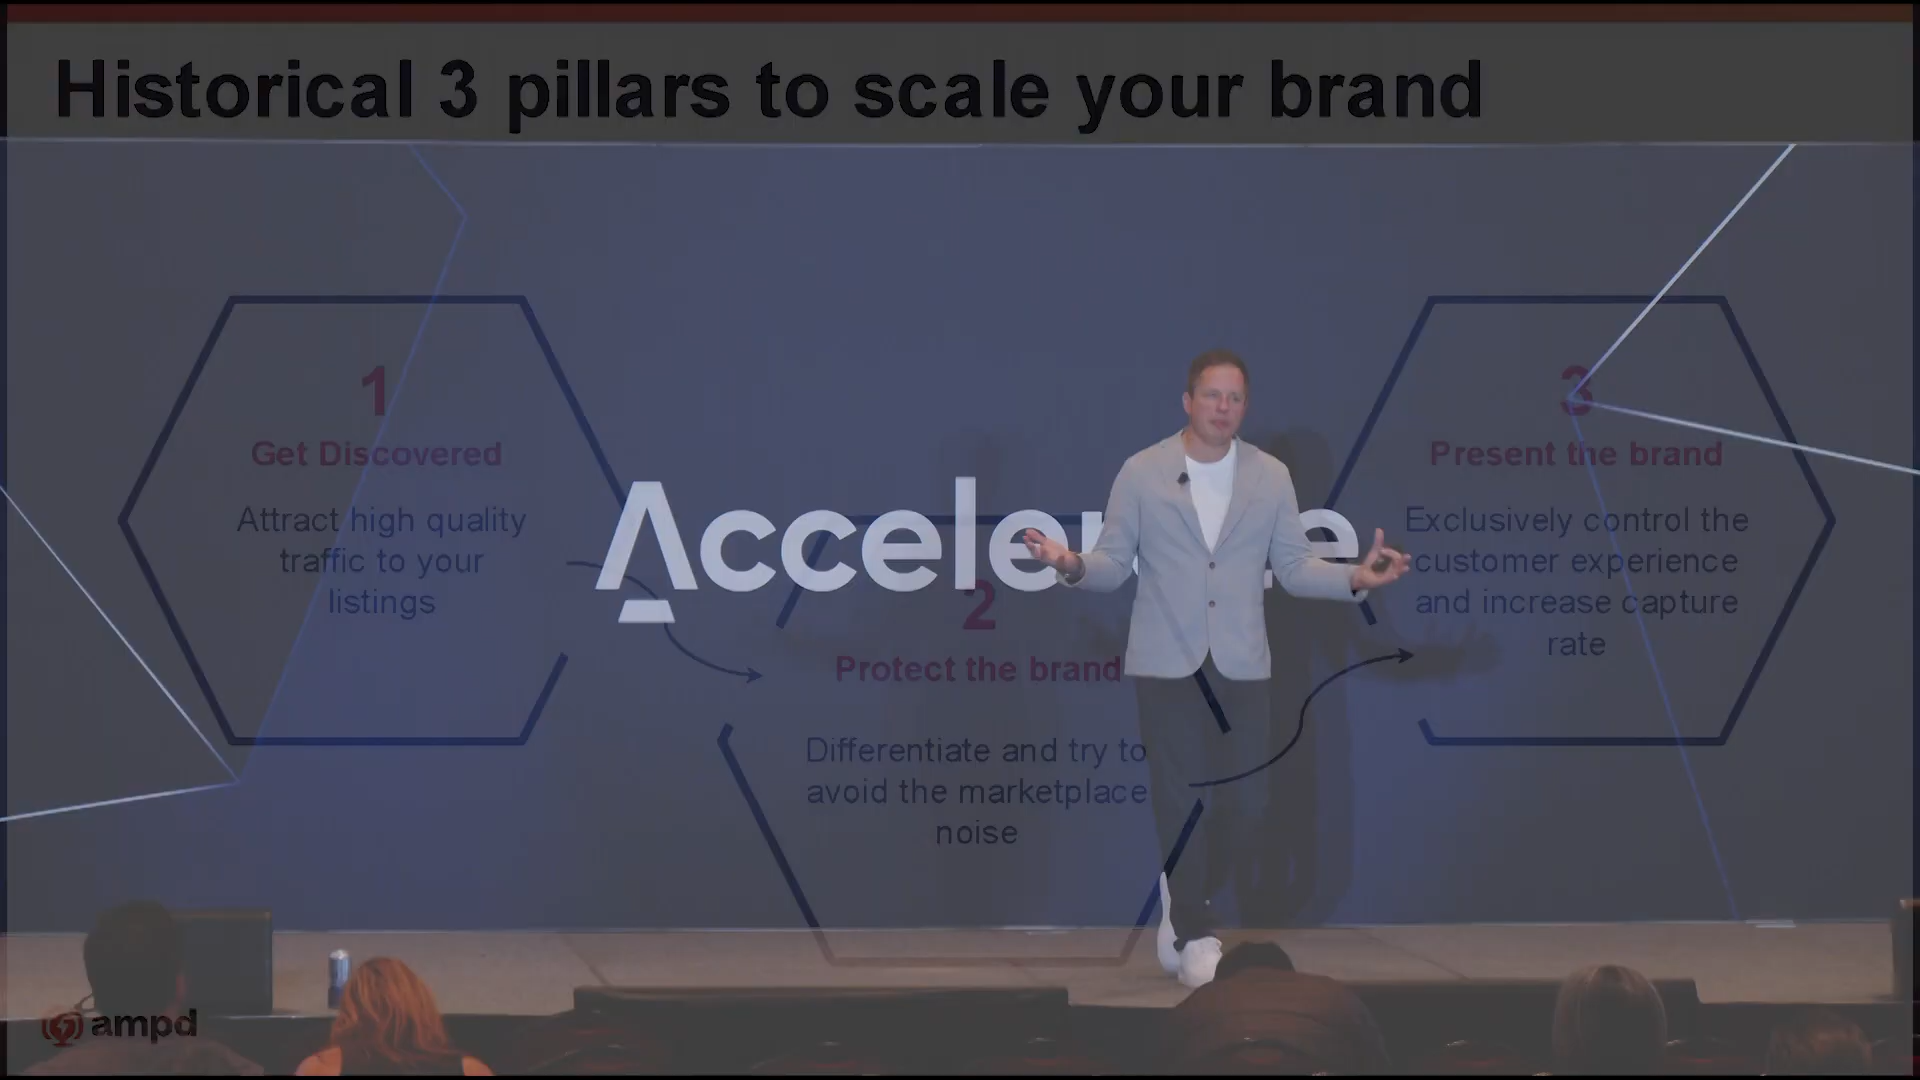 Historical 3 pillars to scale your brand
1
Get Discovered
Attract high quality
traffic to your
listings
Accele
e
2
Protect the brand
Differentiate and try to
avoid the marketplace
noise
3
Present the brand
Exclusively control the
customer experience
and increase capture
rate
ampd